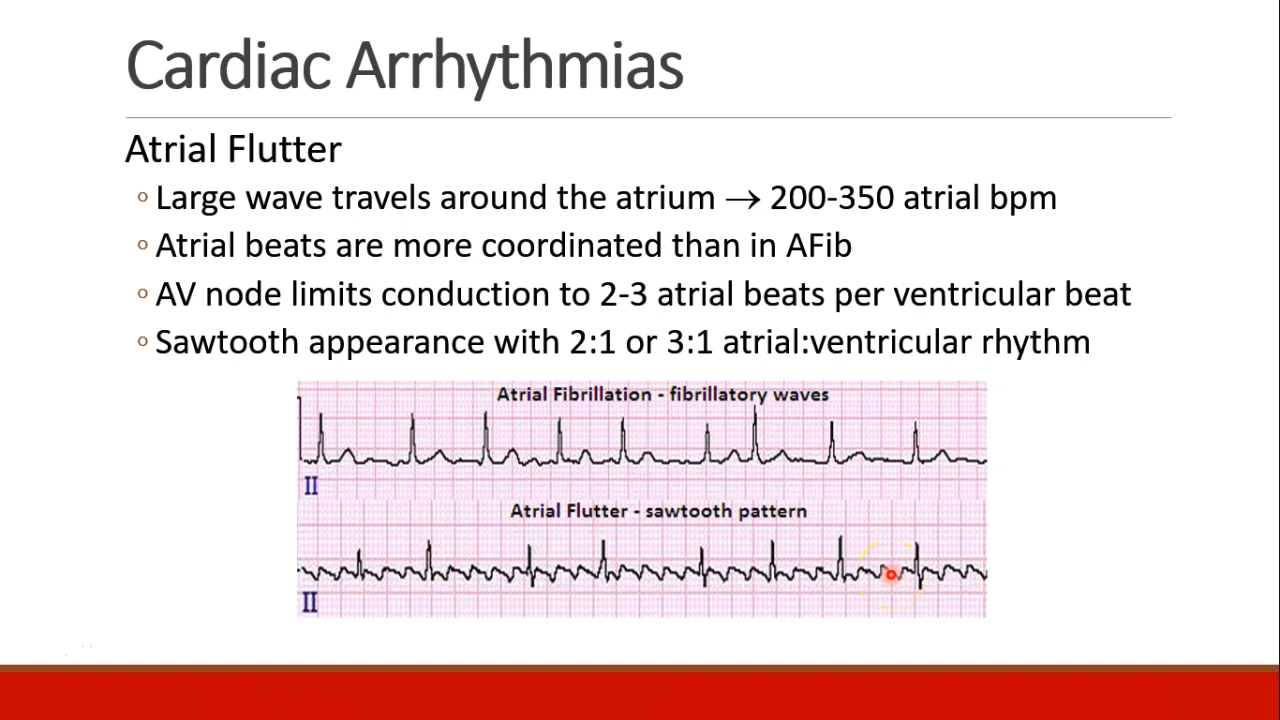 Cardiac Arrhythmias
Atrial Flutter
◦ Large wave travels around the atrium → 200-350 atrial bpm
◦ Atrial beats are more coordinated than in AFib
◦ AV node limits conduction to 2-3 atrial beats per ventricular beat
◦ Sawtooth appearance with 2:1 or 3:1 atrial:ventricular rhythm
Atrial Fibrillation - fibrillatory waves
II
Atrial Flutter - sawtooth pattern
II